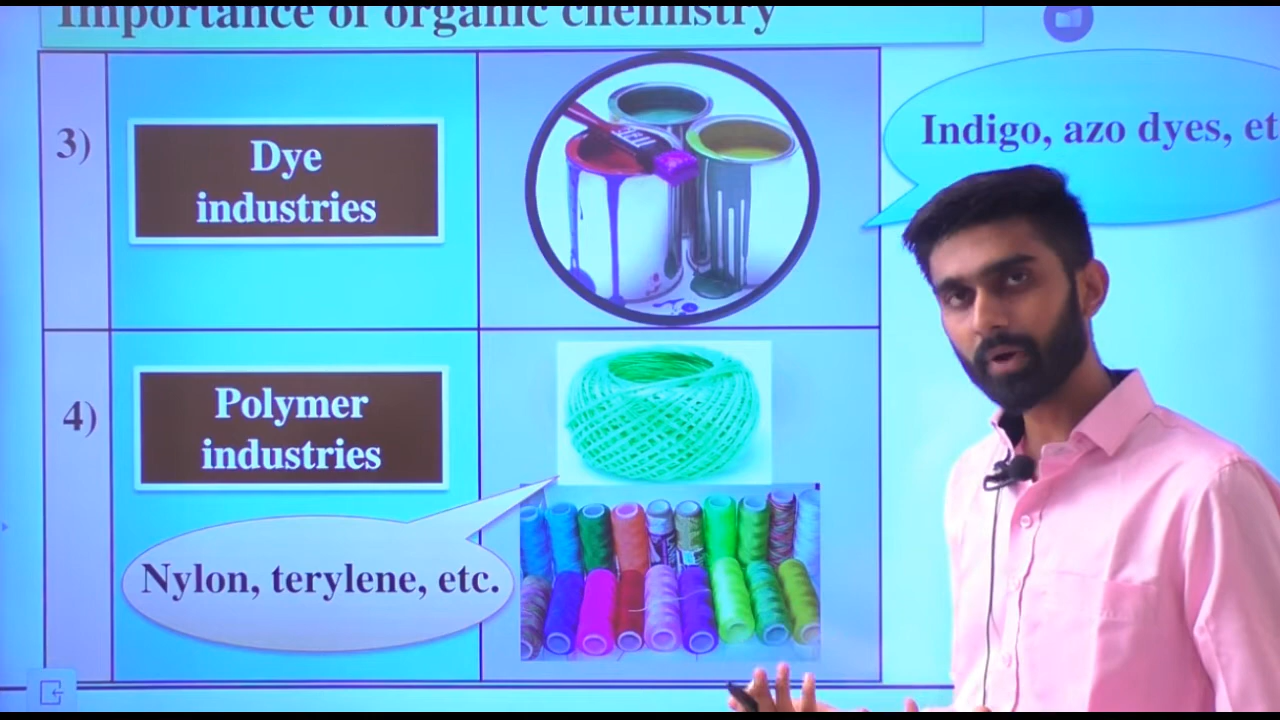 Importance of organic chemistry
3)
Dye
industries
Indigo, azo dyes, et
4)
Polymer
industries
Nylon, terylene, etc.